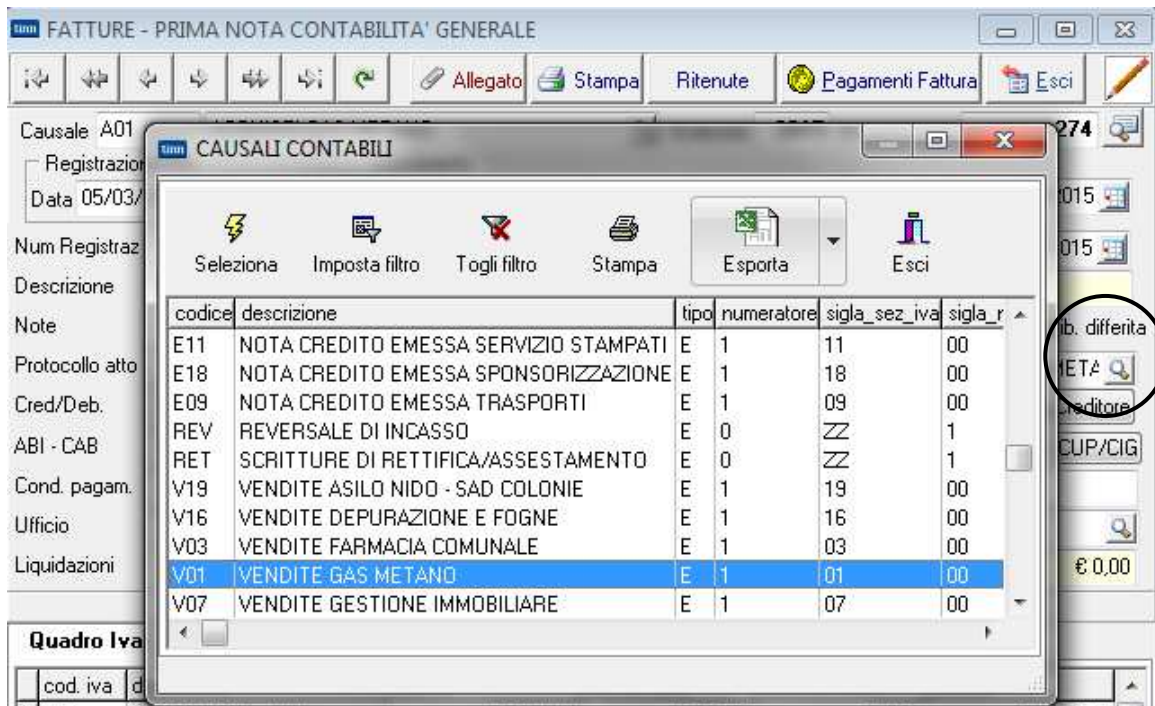 tinn FATTURE - PRIMA NOTA CONTABILITA' GENERALE
Allegato Stampa Ritenute Pagamenti Fattura Esci
Causale A01 274
Registrazion
Data 05/03/ 2015
Num Registraz 2015
Descrizione
Note ib. differita
Protocollo atto META
Cred/Deb. Creditore
ABI - CAB CUP/CIG
Cond. pagam.
Ufficio
Liquidazioni € 0,00
Quadro Iva
cod. iva d
tinn CAUSALI CONTABILI
Seleziona Imposta filtro Togli filtro Stampa Esporta Esci
codice descrizione tipo numeratore sigla_sez_iva sigla_r
E11 NOTA CREDITO EMESSA SERVIZIO STAMPATI E 1 11 00
E18 NOTA CREDITO EMESSA SPONSORIZZAZIONE E 1 18 00
E09 NOTA CREDITO EMESSA TRASPORTI E 1 09 00
REV REVERSALE DI INCASSO E 0 ZZ 1
RET SCRITTURE DI RETTIFICA/ASSESTAMENTO E 0 ZZ 1
V19 VENDITE ASILO NIDO - SAD COLONIE E 1 19 00
V16 VENDITE DEPURAZIONE E FOGNE E 1 16 00
V03 VENDITE FARMACIA COMUNALE E 1 03 00
V01 VENDITE GAS METANO E 1 01 00
V07 VENDITE GESTIONE IMMOBILIARE E 1 07 00